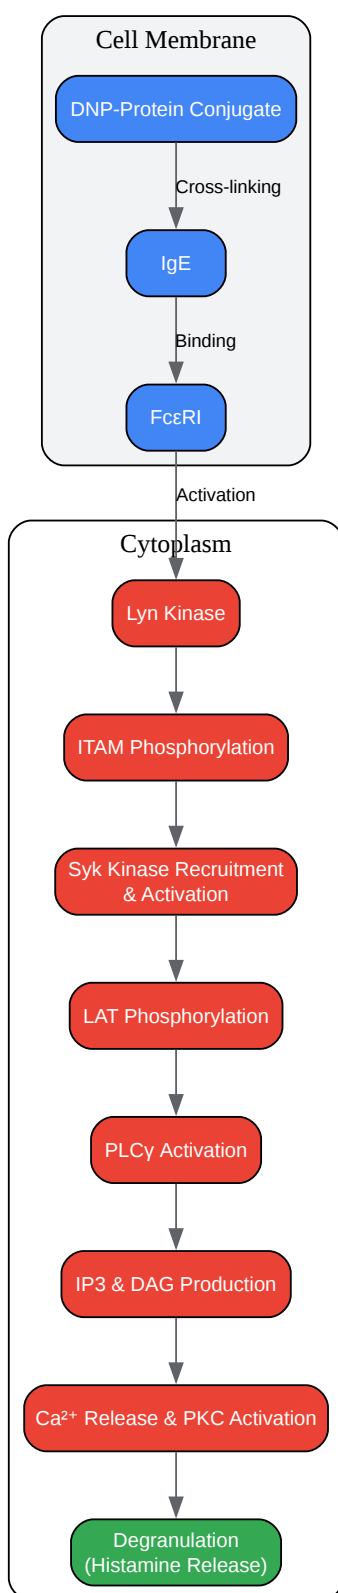 Cell Membrane
DNP-Protein Conjugate
Cross-linking
IgE
Binding
FcεRI
Activation
Cytoplasm
Lyn Kinase
ITAM Phosphorylation
Syk Kinase Recruitment
& Activation
LAT Phosphorylation
PLCγ Activation
IP3 & DAG Production
Ca²⁺ Release & PKC Activation
Degranulation
(Histamine Release)